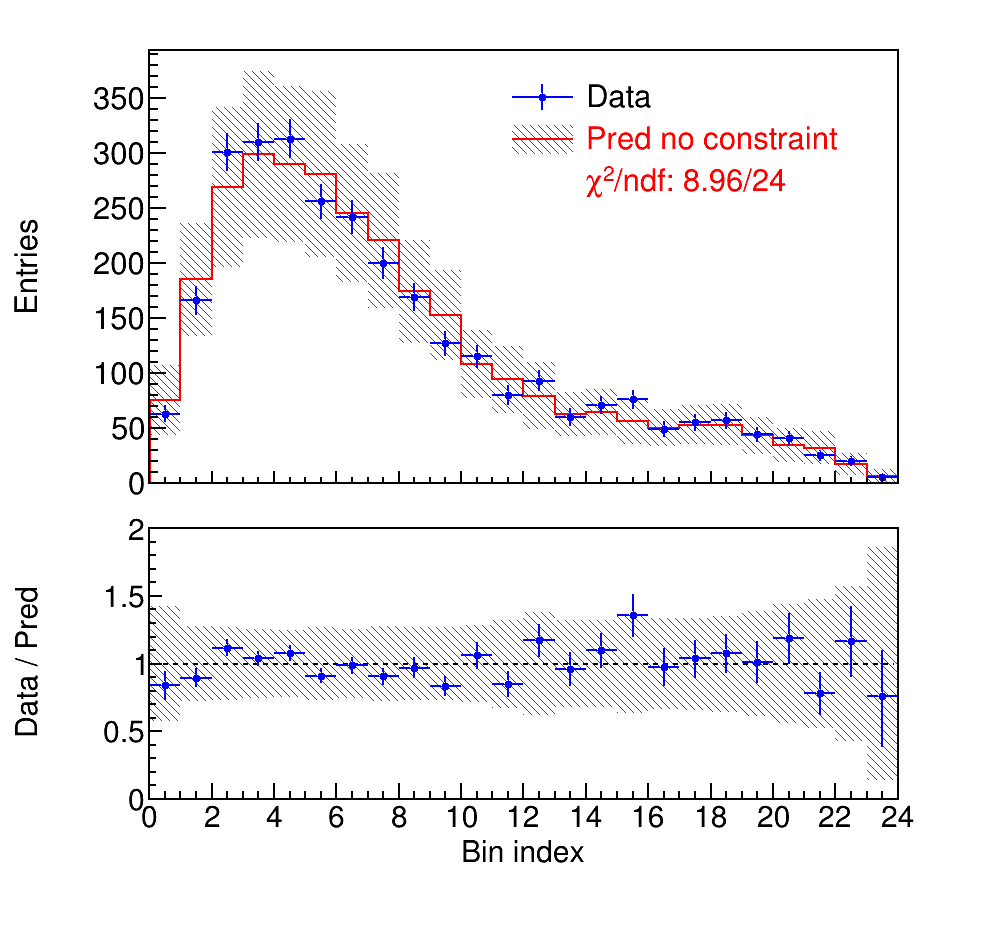 350
300
250
200
150
100
50
0
Entries
Data
Pred no constraint
χ²/ndf: 8.96/24
2
1.5
1
0.5
0
Data / Pred
0 2 4 6 8 10 12 14 16 18 20 22 24
Bin index